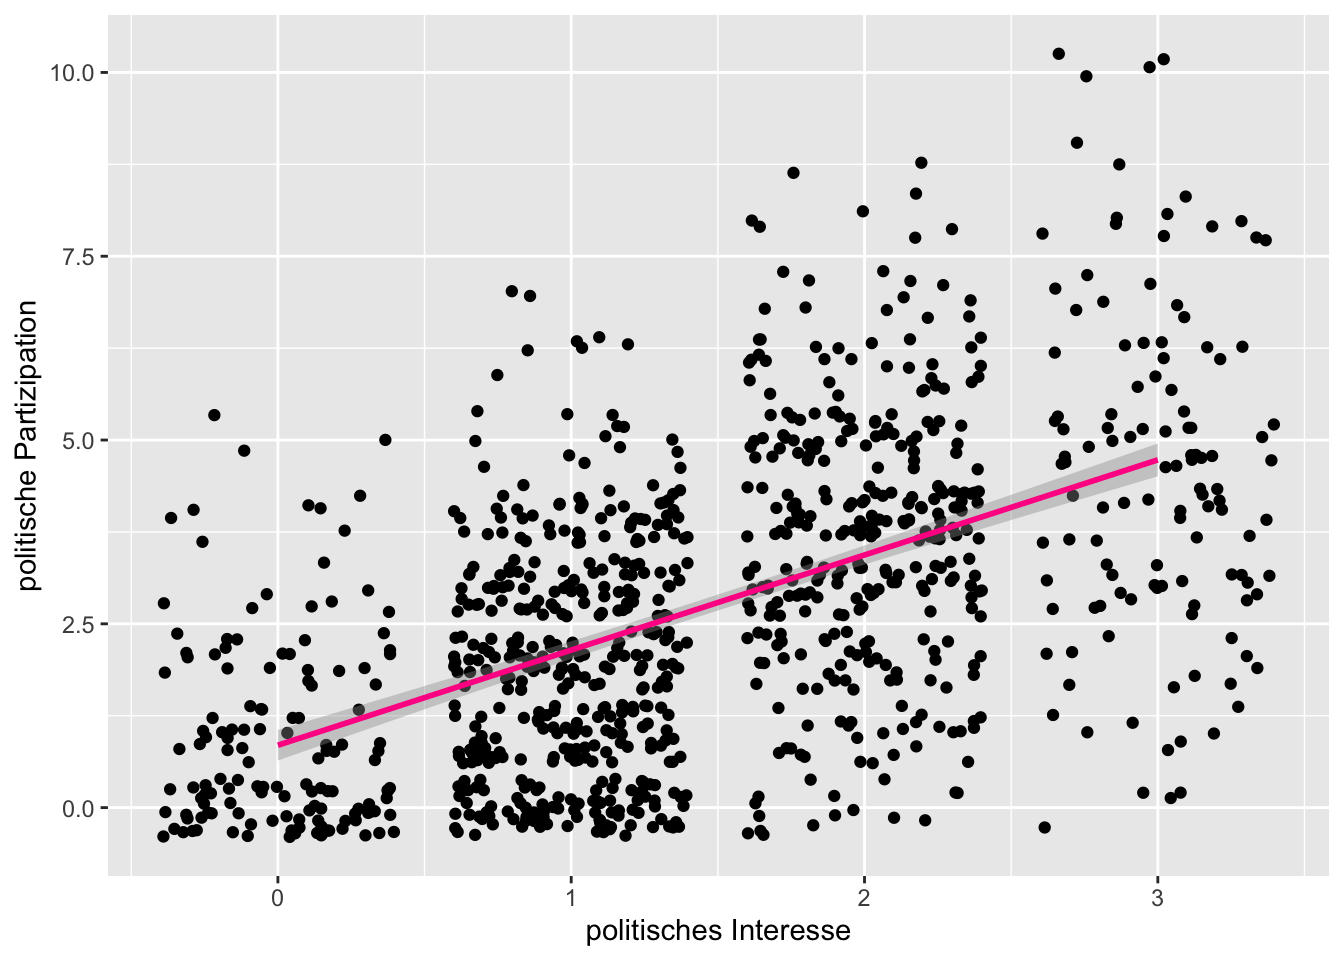 10.0
7.5
politische Partizipation
5.0
2.5
0.0
0 1 2 3
politisches Interesse